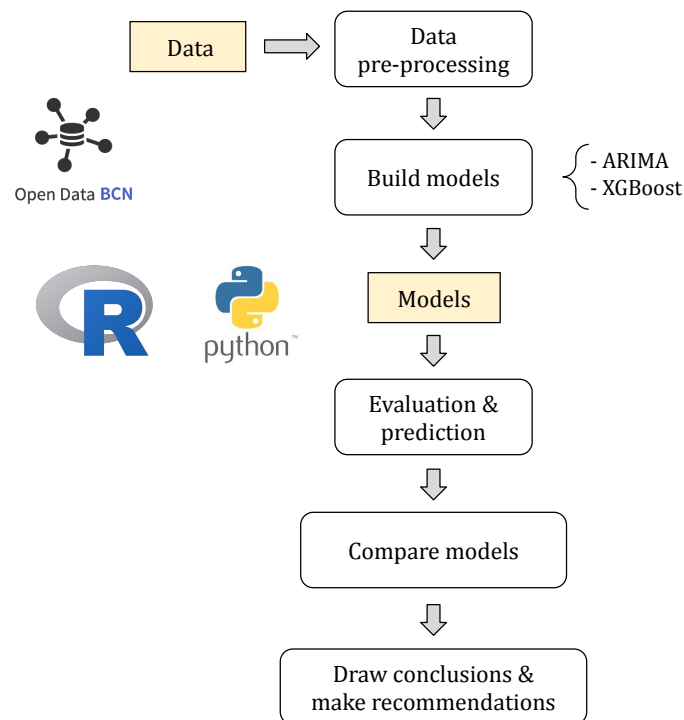 Data
Data
pre-processing
Open Data BCN
Build models
- ARIMA
- XGBoost
R
python™
Models
Evaluation &
prediction
Compare models
Draw conclusions &
make recommendations